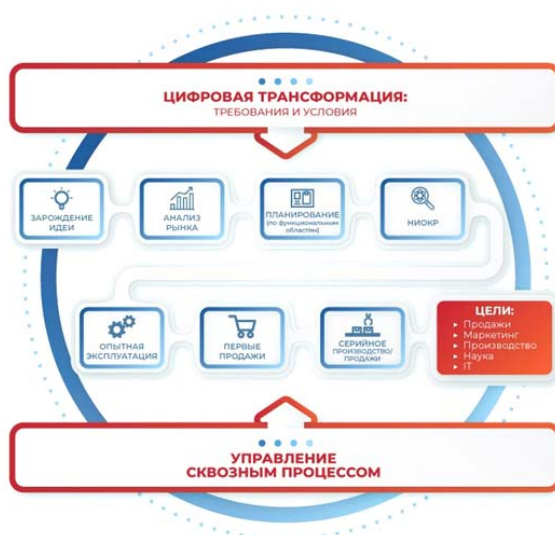 ЦИФРОВАЯ ТРАНСФОРМАЦИЯ:
ТРЕБОВАНИЯ И УСЛОВИЯ
ЗАРОЖДЕНИЕ
ИДЕИ
АНАЛИЗ
РЫНКА
ПЛАНИРОВАНИЕ
(по функциональным
областям)
НИОКР
ОПЫТНАЯ
ЭКСПЛУАТАЦИЯ
ПЕРВЫЕ
ПРОДАЖИ
СЕРИЙНОЕ
ПРОИЗВОДСТВО/
ПРОДАЖИ
ЦЕЛИ:
Продажи
Маркетинг
Производство
Наука
IT
УПРАВЛЕНИЕ
СКВОЗНЫМ ПРОЦЕССОМ